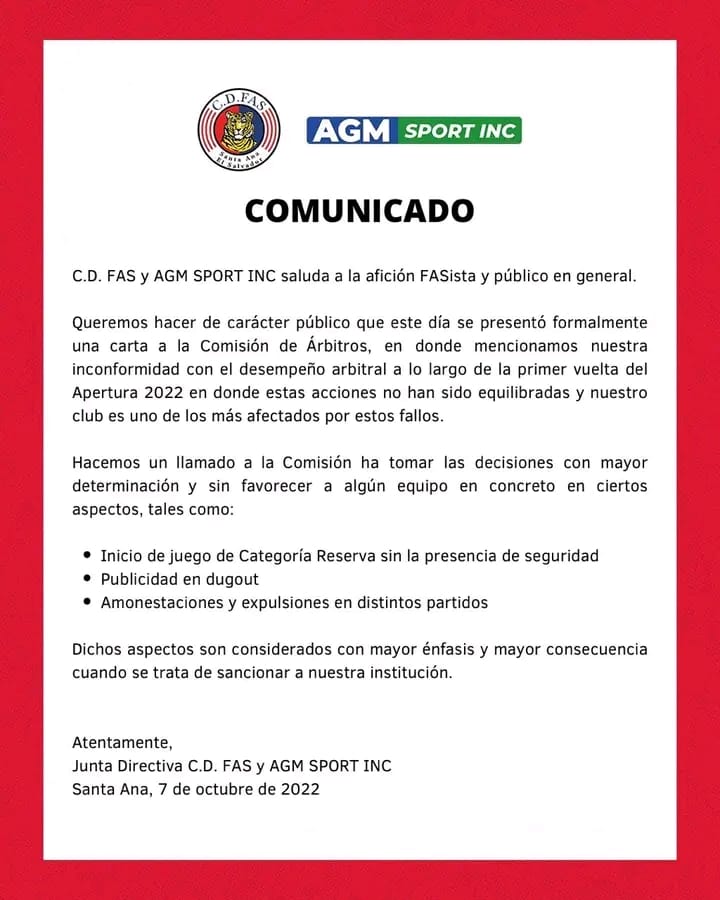 C.D. FAS
Santa Ana
El Salvador
AGM SPORT INC
COMUNICADO
C.D. FAS y AGM SPORT INC saluda a la afición FASista y público en general.
Queremos hacer de carácter público que este día se presentó formalmente
una carta a la Comisión de Árbitros, en donde mencionamos nuestra
inconformidad con el desempeño arbitral a lo largo de la primer vuelta del
Apertura 2022 en donde estas acciones no han sido equilibradas y nuestro
club es uno de los más afectados por estos fallos.
Hacemos un llamado a la Comisión ha tomar las decisiones con mayor
determinación y sin favorecer a algún equipo en concreto en ciertos
aspectos, tales como:
• Inicio de juego de Categoría Reserva sin la presencia de seguridad
• Publicidad en dugout
• Amonestaciones y expulsiones en distintos partidos
Dichos aspectos son considerados con mayor énfasis y mayor consecuencia
cuando se trata de sancionar a nuestra institución.
Atentamente,
Junta Directiva C.D. FAS y AGM SPORT INC
Santa Ana, 7 de octubre de 2022